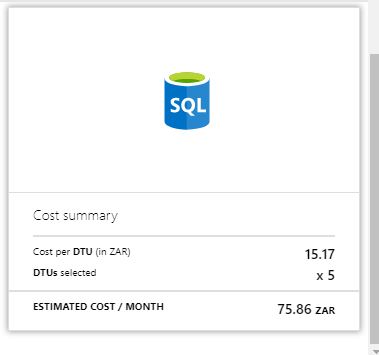 SQL
Cost summary
Cost per DTU (in ZAR) 15.17
DTUs selected x 5
ESTIMATED COST / MONTH 75.86 ZAR